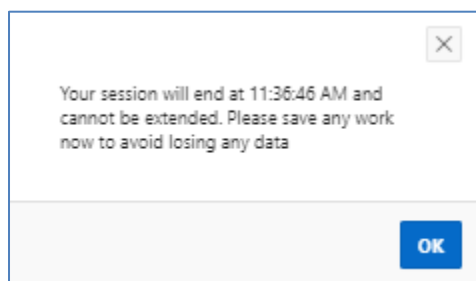 Your session will end at 11:36:46 AM and
cannot be extended. Please save any work
now to avoid losing any data
OK